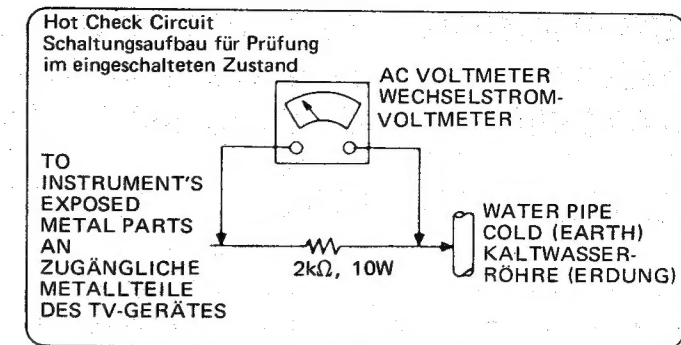 Hot Check Circuit
Schaltungsaufbau für Prüfung
im eingeschalteten Zustand
AC VOLTMETER
WECHSELSTROM-
VOLTMETER
TO
INSTRUMENT'S
EXPOSED
METAL PARTS
AN
ZUGÄNGLICHE
METALLTEILE
DES TV-GERÄTES
2kΩ, 10W
WATER PIPE
COLD (EARTH)
KALTWASSER-
RÖHRE (ERDUNG)